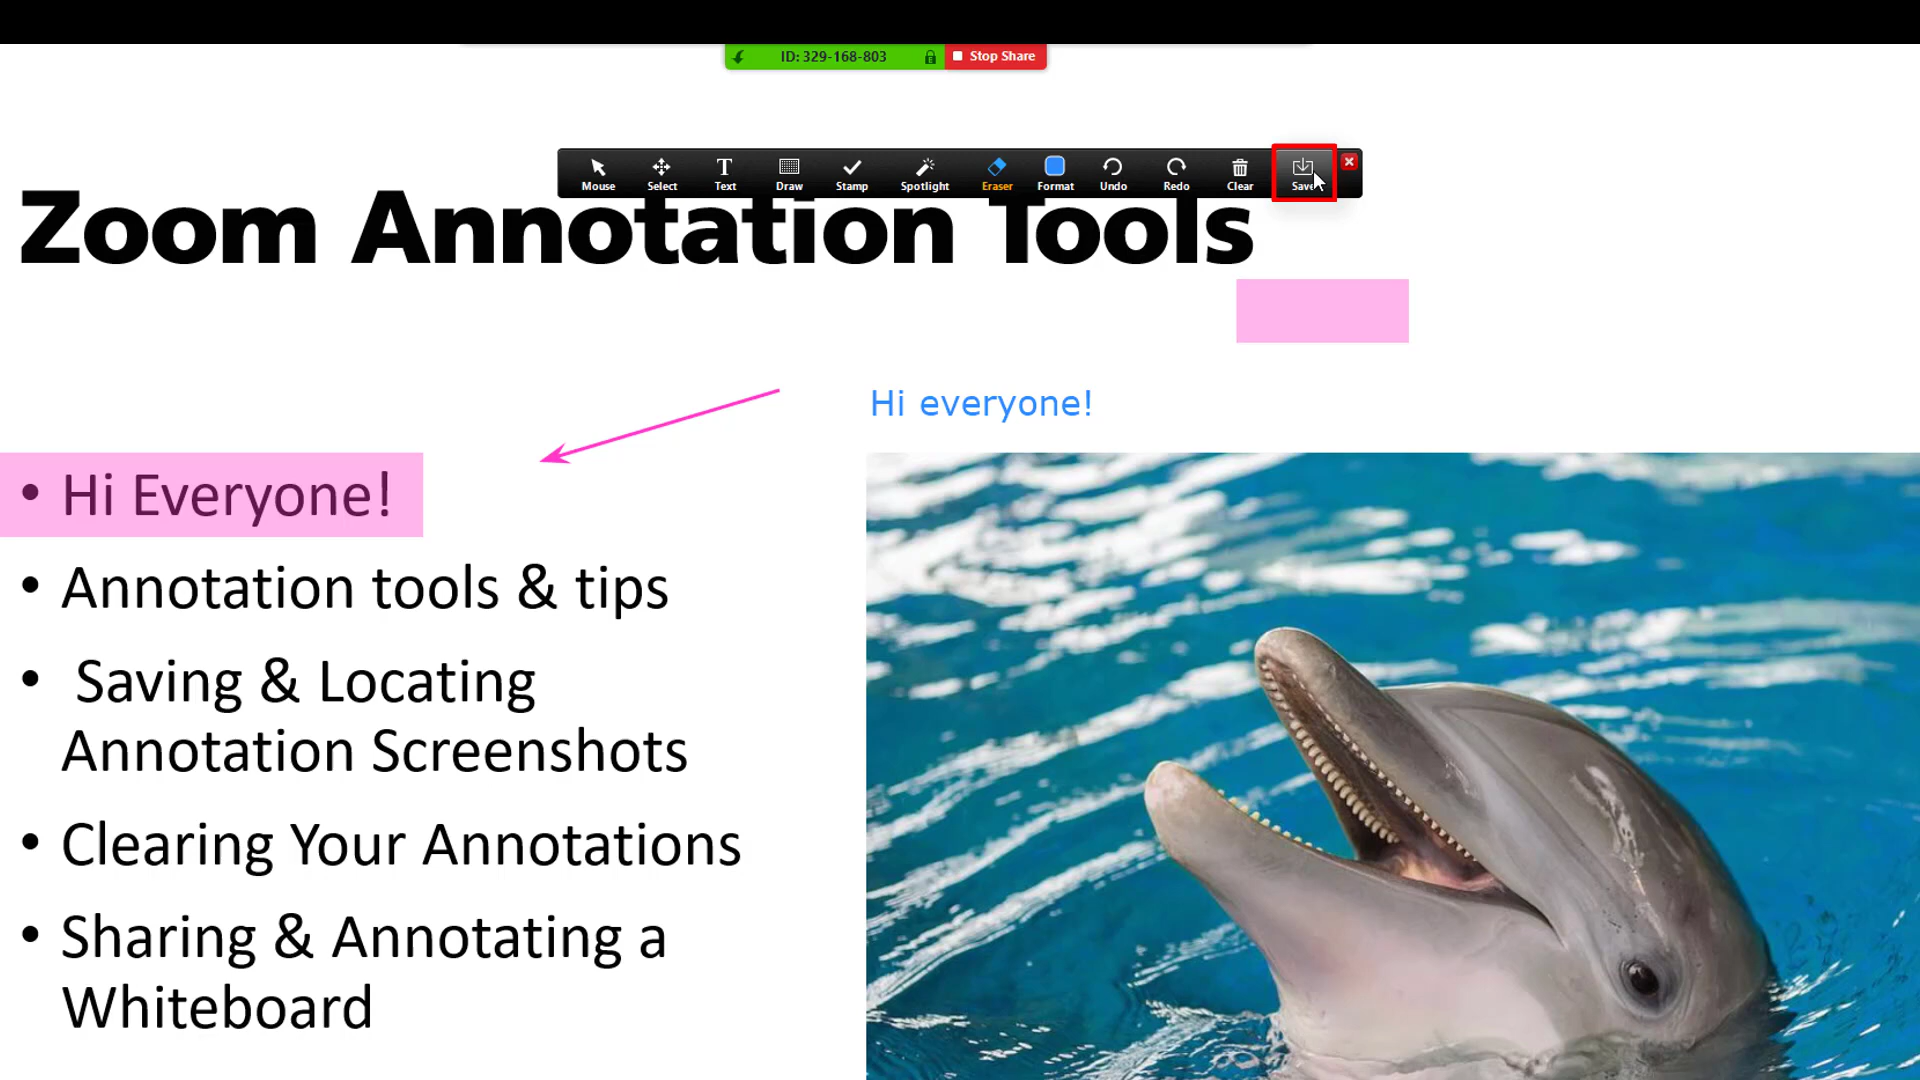 ID: 329-168-803 Stop Share
Mouse Select Text Draw Stamp Spotlight Eraser Format Undo Redo Clear Save
Zoom Annotation Tools
Hi everyone!
• Hi Everyone!
• Annotation tools & tips
• Saving & Locating
Annotation Screenshots
• Clearing Your Annotations
• Sharing & Annotating a
Whiteboard